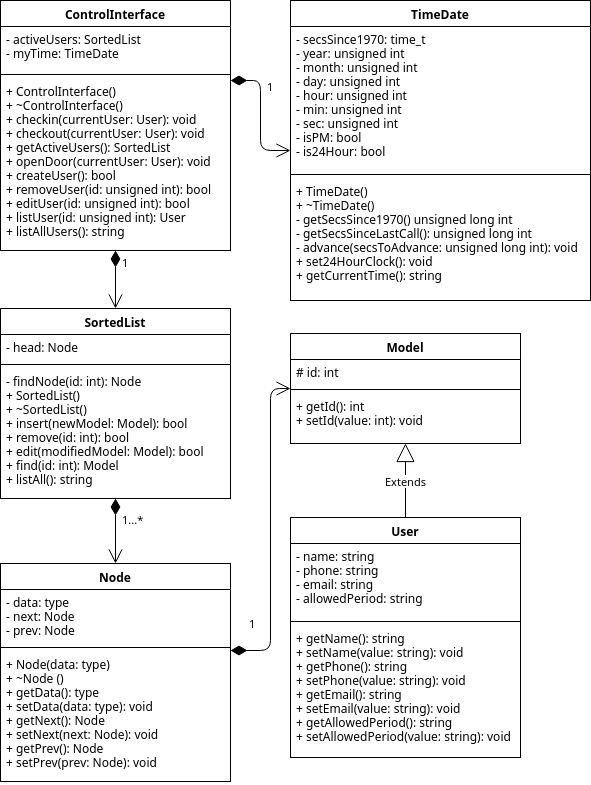 ControlInterface
- activeUsers: SortedList
- myTime: TimeDate
+ ControlInterface()
+ ~ControlInterface()
+ checkin(currentUser: User): void
+ checkout(currentUser: User): void
+ getActiveUsers(): SortedList
+ openDoor(currentUser: User): void
+ createUser(): bool
+ removeUser(id: unsigned int): bool
+ editUser(id: unsigned int): bool
+ listUser(id: unsigned int): User
+ listAllUsers(): string
1
TimeDate
- secsSince1970: time_t
- year: unsigned int
- month: unsigned int
- day: unsigned int
- hour: unsigned int
- min: unsigned int
- sec: unsigned int
- isPM: bool
- is24Hour: bool
+ TimeDate()
+ ~TimeDate()
- getSecsSince1970() unsigned long int
- getSecsSinceLastCall(): unsigned long int
- advance(secsToAdvance: unsigned long int): void
+ set24HourClock(): void
+ getCurrentTime(): string
1
SortedList
- head: Node
- findNode(id: int): Node
+ SortedList()
+ ~SortedList()
+ insert(newModel: Model): bool
+ remove(id: int): bool
+ edit(modifiedModel: Model): bool
+ find(id: int): Model
+ listAll(): string
1...*
Model
# id: int
+ getId(): int
+ setId(value: int): void
Extends
Node
- data: type
- next: Node
- prev: Node
+ Node(data: type)
+ ~Node ()
+ getData(): type
+ setData(data: type): void
+ getNext(): Node
+ setNext(next: Node): void
+ getPrev(): Node
+ setPrev(prev: Node): void
1
User
- name: string
- phone: string
- email: string
- allowedPeriod: string
+ getName(): string
+ setName(value: string): void
+ getPhone(): string
+ setPhone(value: string): void
+ getEmail(): string
+ setEmail(value: string): void
+ getAllowedPeriod(): string
+ setAllowedPeriod(value: string): void